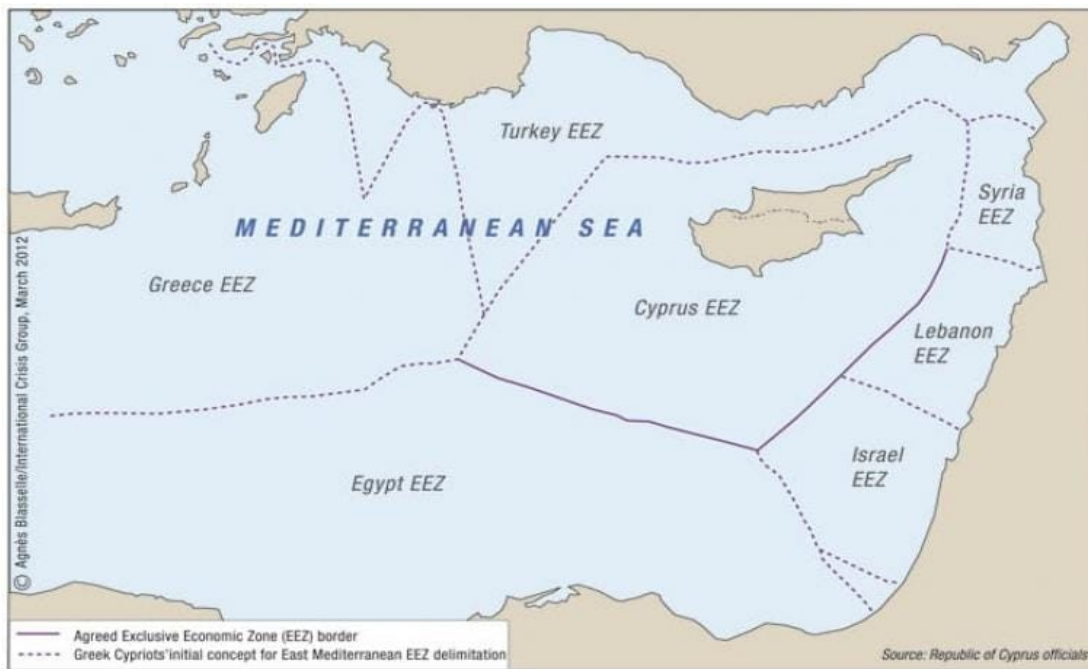 Turkey EEZ
Syria
EEZ
MEDITERRANEAN SEA
Greece EEZ
Cyprus EEZ
Lebanon
EEZ
Israel
EEZ
Egypt EEZ
© Agnès Blasselle/International Crisis Group, March 2012
Agreed Exclusive Economic Zone (EEZ) border
Greek Cypriots'initial concept for East Mediterranean EEZ delimitation
Source: Republic of Cyprus officials